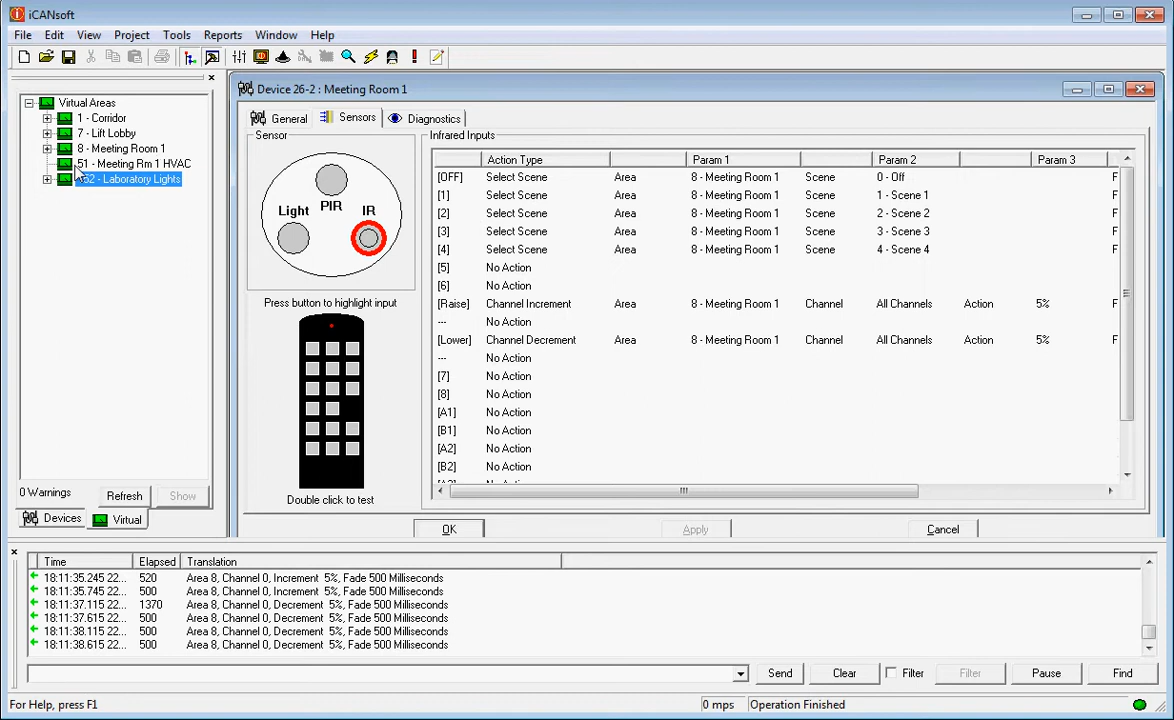 iCANsoft
File Edit View Project Tools Reports Window Help
Virtual Areas
1 - Corridor
7 - Lift Lobby
8 - Meeting Room 1
51 - Meeting Rm 1 HVAC
52 - Laboratory Lights
0 Warnings Refresh Show
Devices Virtual
Device 26-2 : Meeting Room 1
General Sensors Diagnostics
Sensor
Light PIR IR
Press button to highlight input
Double click to test
Infrared Inputs
Action Type Param 1 Param 2 Param 3
[OFF] Select Scene Area 8 - Meeting Room 1 Scene 0 - Off F
[1] Select Scene Area 8 - Meeting Room 1 Scene 1 - Scene 1 F
[2] Select Scene Area 8 - Meeting Room 1 Scene 2 - Scene 2 F
[3] Select Scene Area 8 - Meeting Room 1 Scene 3 - Scene 3 F
[4] Select Scene Area 8 - Meeting Room 1 Scene 4 - Scene 4 F
[5] No Action
[6] No Action
[Raise] Channel Increment Area 8 - Meeting Room 1 Channel All Channels Action 5% F
--- No Action
[Lower] Channel Decrement Area 8 - Meeting Room 1 Channel All Channels Action 5% F
--- No Action
[7] No Action
[8] No Action
[A1] No Action
[B1] No Action
[A2] No Action
[B2] No Action
OK Apply Cancel
Time Elapsed Translation
18:11:35.245 22... 520 Area 8, Channel 0, Increment 5%, Fade 500 Milliseconds
18:11:35.745 22... 500 Area 8, Channel 0, Increment 5%, Fade 500 Milliseconds
18:11:37.115 22... 1370 Area 8, Channel 0, Decrement 5%, Fade 500 Milliseconds
18:11:37.615 22... 500 Area 8, Channel 0, Decrement 5%, Fade 500 Milliseconds
18:11:38.115 22... 500 Area 8, Channel 0, Decrement 5%, Fade 500 Milliseconds
18:11:38.615 22... 500 Area 8, Channel 0, Decrement 5%, Fade 500 Milliseconds
Send Clear Filter Filter Pause Find
For Help, press F1 0 mps Operation Finished